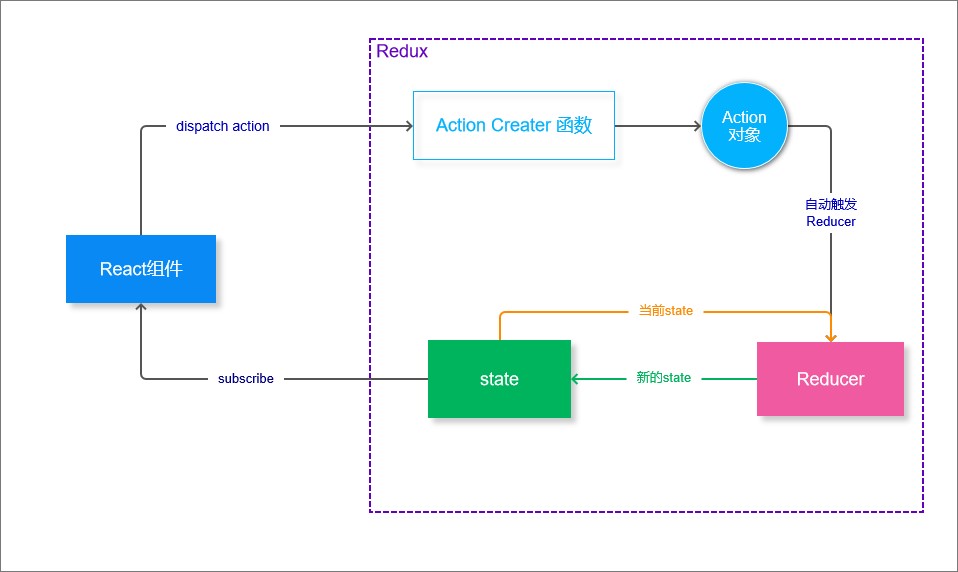 Redux
dispatch action
Action Creater 函数
Action
对象
自动触发
Reducer
React组件
当前state
subscribe
state
新的state
Reducer